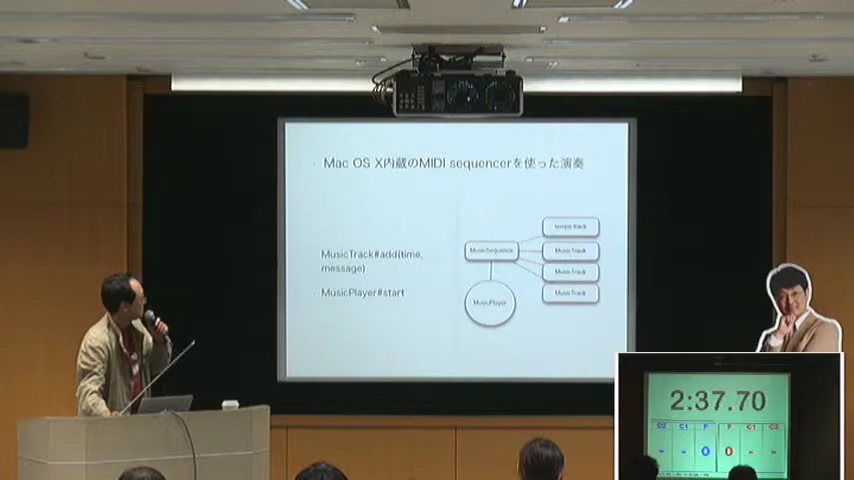 ・ Mac OS X内蔵のMIDI sequencerを使った演奏
MusicTrack#add(time,
message)
・ MusicPlayer#start
tempo track
MusicSequence
MusicTrack
MusicTrack
MusicTrack
MusicPlayer
2:37.70
C2 C1 P P C1 C2
- - 0 0 - -